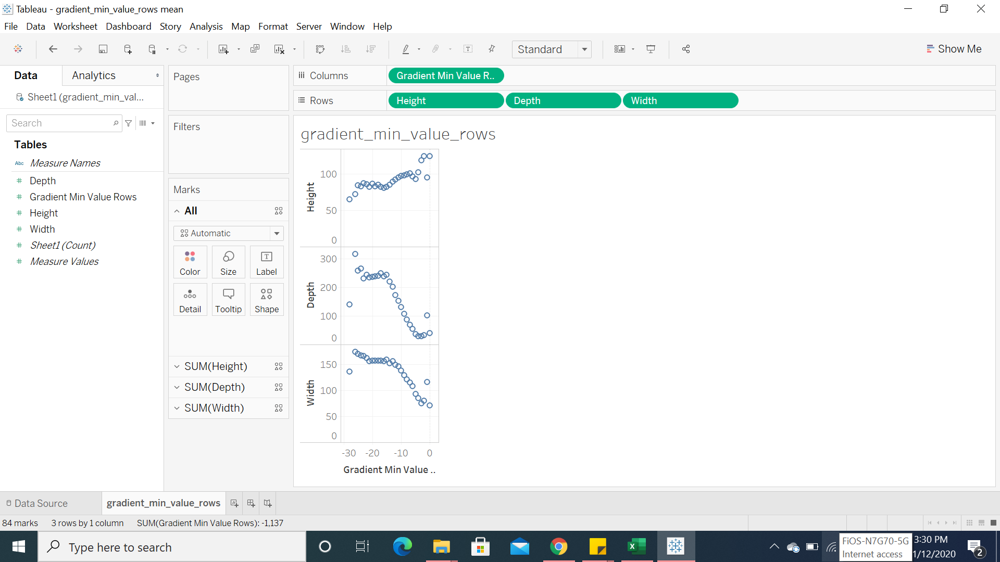 Tableau - gradient_min_value_rows mean
File Data Worksheet Dashboard Story Analysis Map Format Server Window Help
Standard
Show Me
Data
Analytics
Sheet1 (gradient_min_val...
Search
Tables
Abc Measure Names
# Depth
# Gradient Min Value Rows
# Height
# Width
# Sheet1 (Count)
# Measure Values
Pages
Filters
Marks
All
Automatic
Color
Size
Label
Detail
Tooltip
Shape
SUM(Height)
SUM(Depth)
SUM(Width)
Columns
Gradient Min Value R..
Rows
Height
Depth
Width
gradient_min_value_rows
Height
100
50
0
Depth
300
200
100
0
Width
150
100
50
0
-30 -20 -10 0
Gradient Min Value ..
Data Source
gradient_min_value_rows
84 marks 3 rows by 1 column SUM(Gradient Min Value Rows): -1,137
Type here to search
FiOS-N7G70-5G
Internet access
3:30 PM
1/12/2020
2